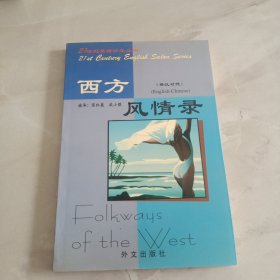 21st Century English Salon Series
西方
风情录
(英汉对照)
(English-Chinese)
Folkways
of the West
外文出版社